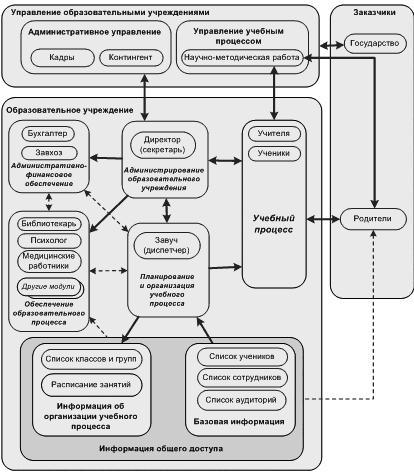 Управление образовательными учреждениями
Административное управление
Кадры
Контингент
Управление учебным
процессом
Научно-методическая работа
Заказчики
Государство
Родители
Образовательное учреждение
Бухгалтер
Завхоз
Административно-
финансовое
обеспечение
Директор
(секретарь)
Администрирование
образовательного
учреждения
Учителя
Ученики
Учебный
процесс
Библиотекарь
Психолог
Медицинские
работники
Другие модули
Обеспечение
образовательного
процесса
Завуч
(диспетчер)
Планирование
и организация
учебного
процесса
Список классов и групп
Расписание занятий
Информация об
организации учебного
процесса
Список учеников
Список сотрудников
Список аудиторий
Базовая информация
Информация общего доступа